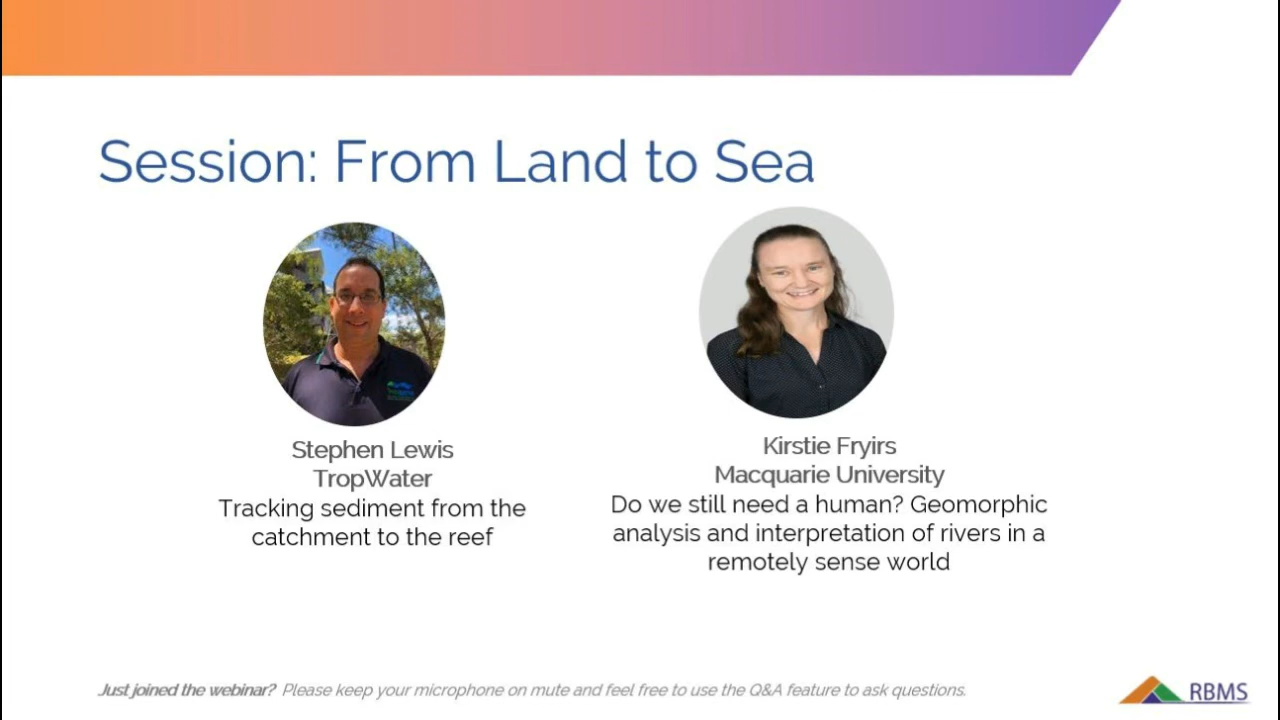 Session: From Land to Sea
Stephen Lewis
TropWater
Tracking sediment from the
catchment to the reef
Kirstie Fryirs
Macquarie University
Do we still need a human? Geomorphic
analysis and interpretation of rivers in a
remotely sense world
Just joined the webinar? Please keep your microphone on mute and feel free to use the Q&A feature to ask questions.
RBMS